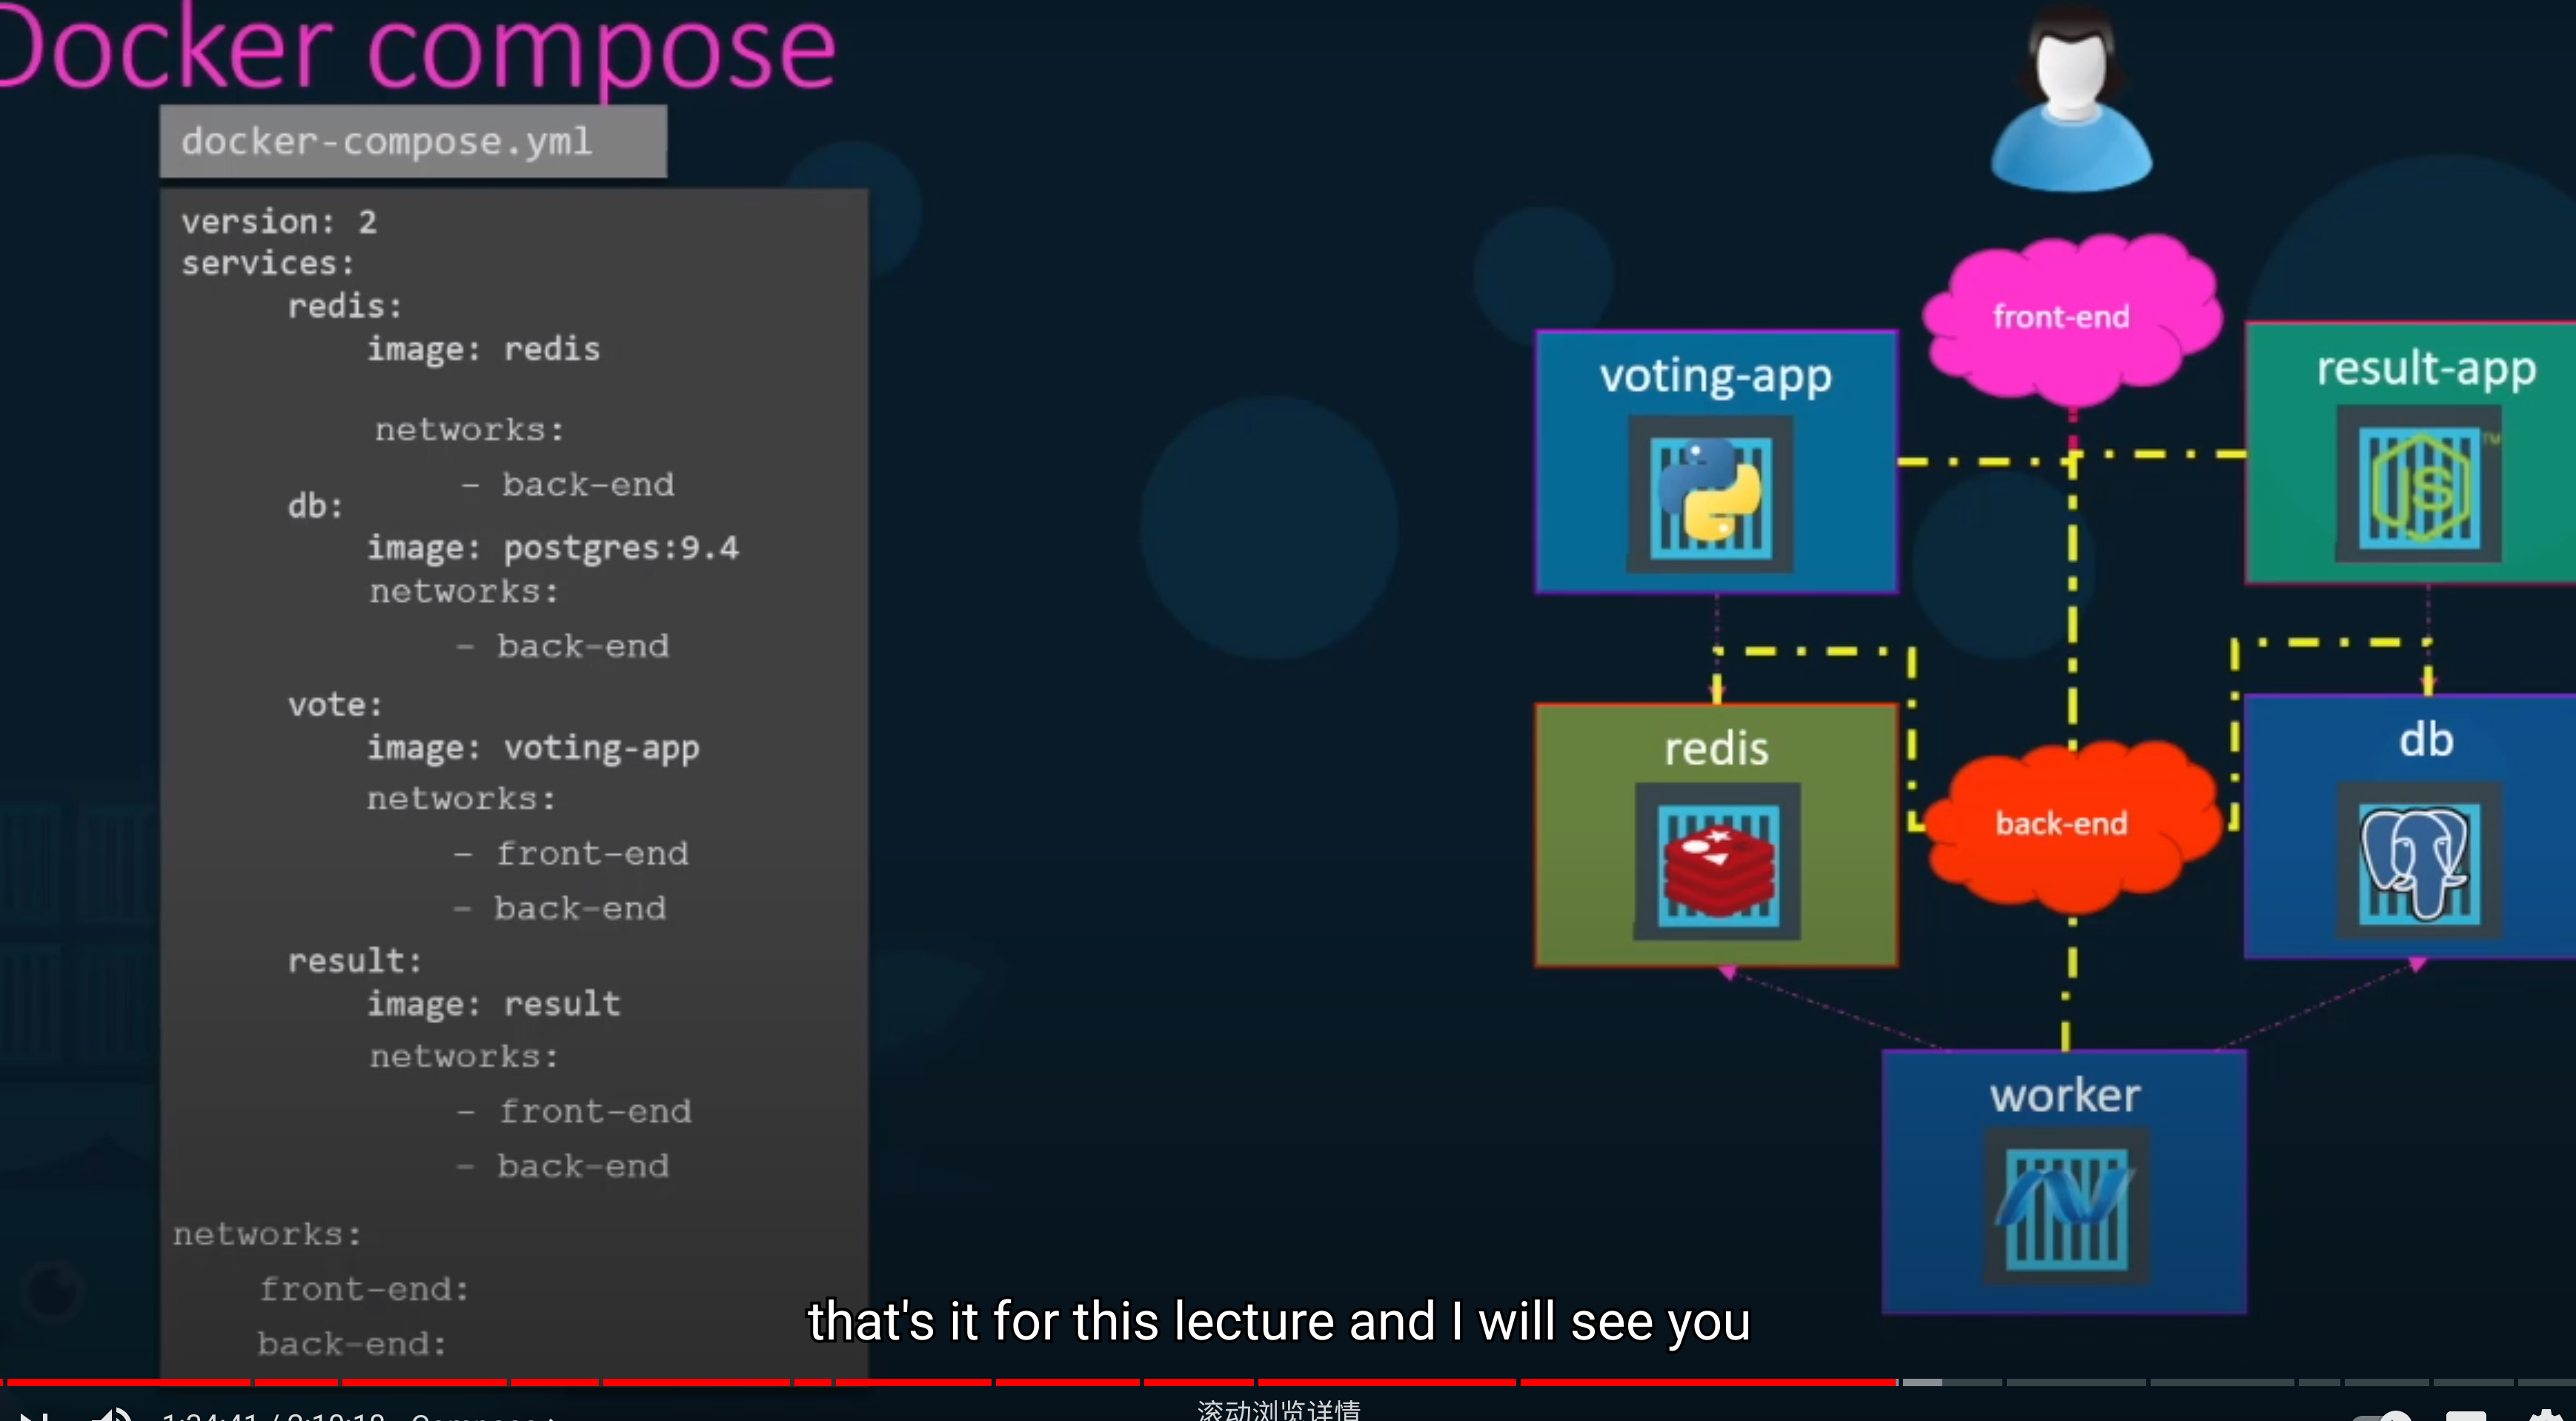 Docker compose
docker-compose.yml
version: 2
services:
redis:
image: redis
networks:
- back-end
db:
image: postgres:9.4
networks:
- back-end
vote:
image: voting-app
networks:
- front-end
- back-end
result:
image: result
networks:
- front-end
- back-end
networks:
front-end:
back-end:
front-end
voting-app
result-app
JS
TM
redis
back-end
db
worker
that's it for this lecture and I will see you
滚动浏览详情